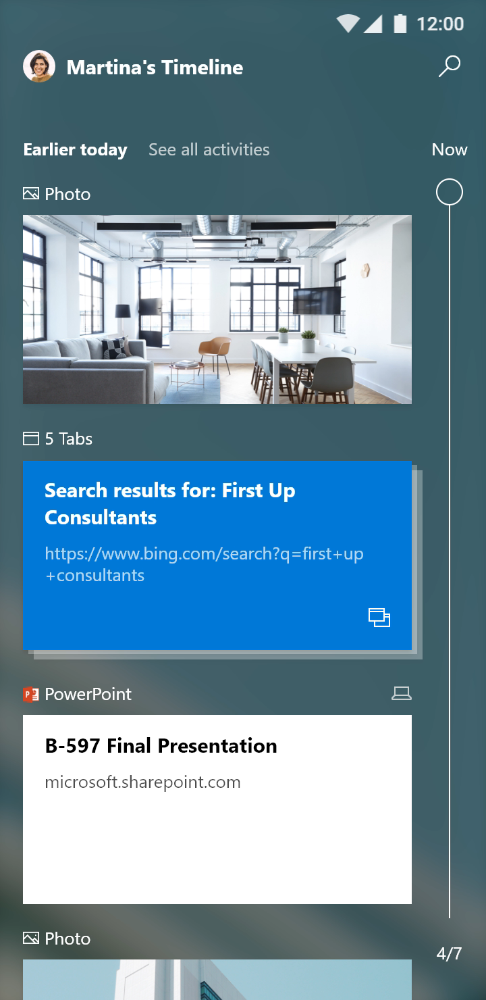 12:00
Martina's Timeline
Earlier today See all activities Now
Photo
5 Tabs
Search results for: First Up
Consultants
https://www.bing.com/search?q=first+up
+consultants
P PowerPoint
B-597 Final Presentation
microsoft.sharepoint.com
Photo
4/7